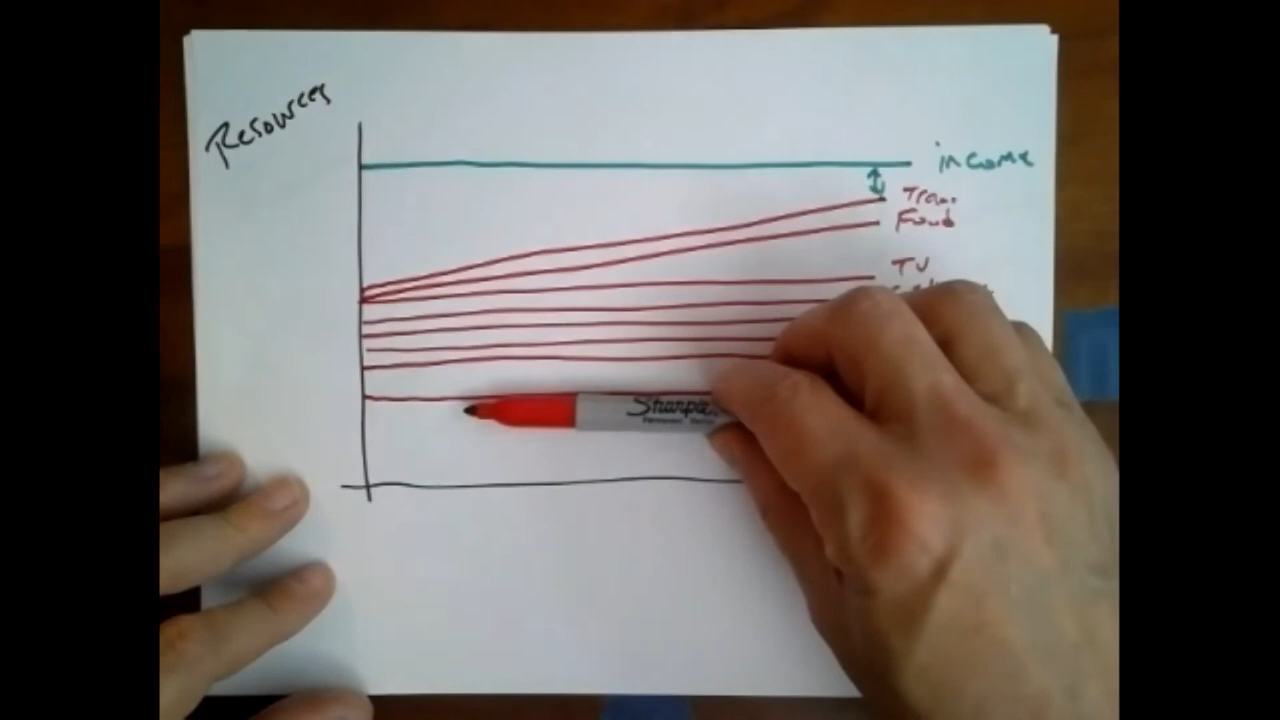 Resources
income
Tran.
Food
TV
Sharpie